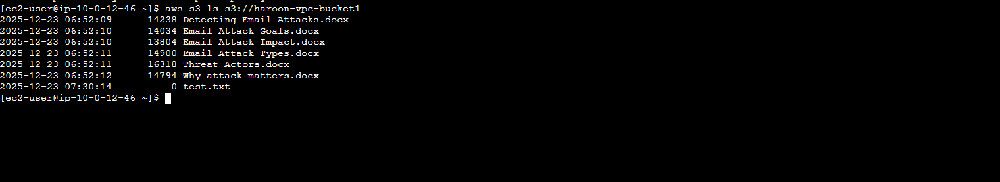 [ec2-user@ip-10-0-12-46 ~]$ aws s3 ls s3://haroon-vpc-bucket1
2025-12-23 06:52:09      14238 Detecting Email Attacks.docx
2025-12-23 06:52:10      14034 Email Attack Goals.docx
2025-12-23 06:52:10      13804 Email Attack Impact.docx
2025-12-23 06:52:11      14900 Email Attack Types.docx
2025-12-23 06:52:11      16318 Threat Actors.docx
2025-12-23 06:52:12      14794 Why attack matters.docx
2025-12-23 07:30:14          0 test.txt
[ec2-user@ip-10-0-12-46 ~]$